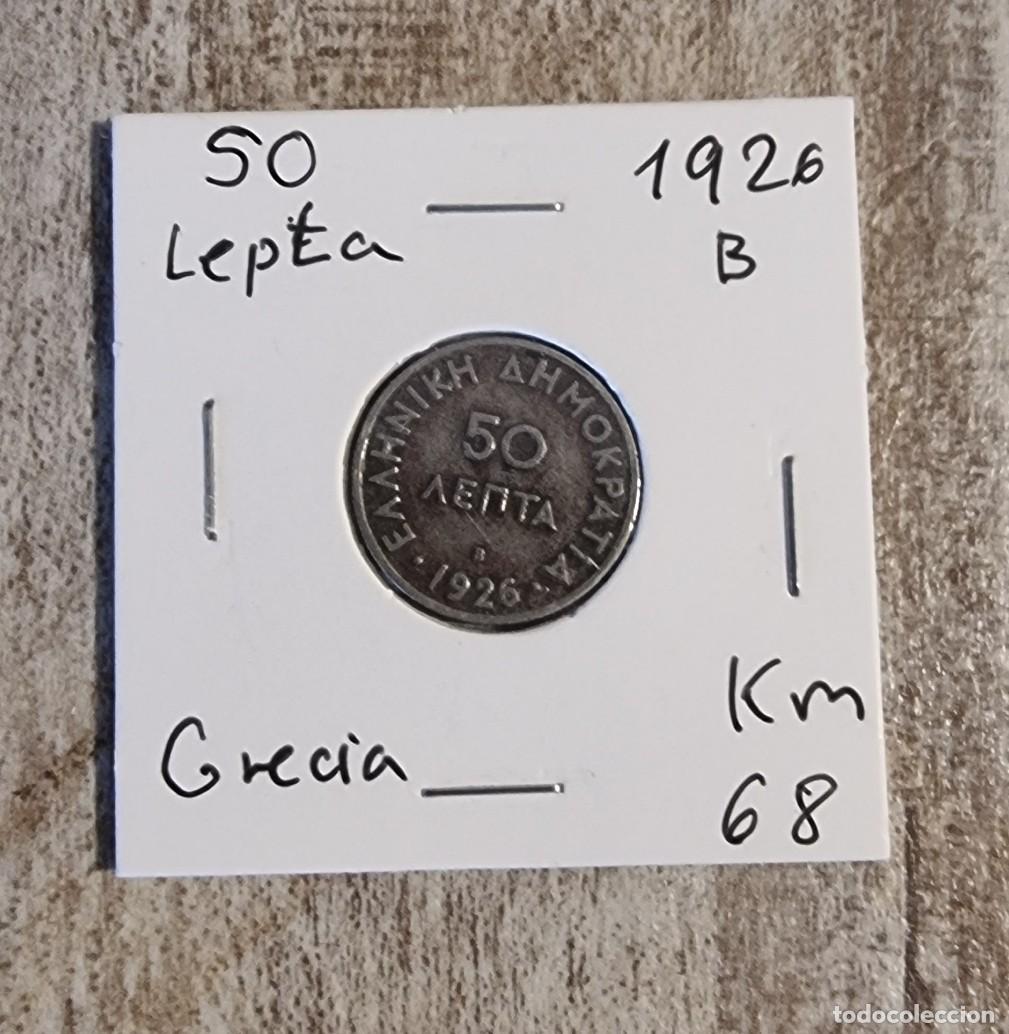 50 1926
Lepta B
ΕΛΛΗΝΙΚΗ ΔΗΜΟΚΡΑΤΙΑ
50
ΛΕΠΤΑ
B
· 1926 ·
Grecia Km
68
todocoleccion